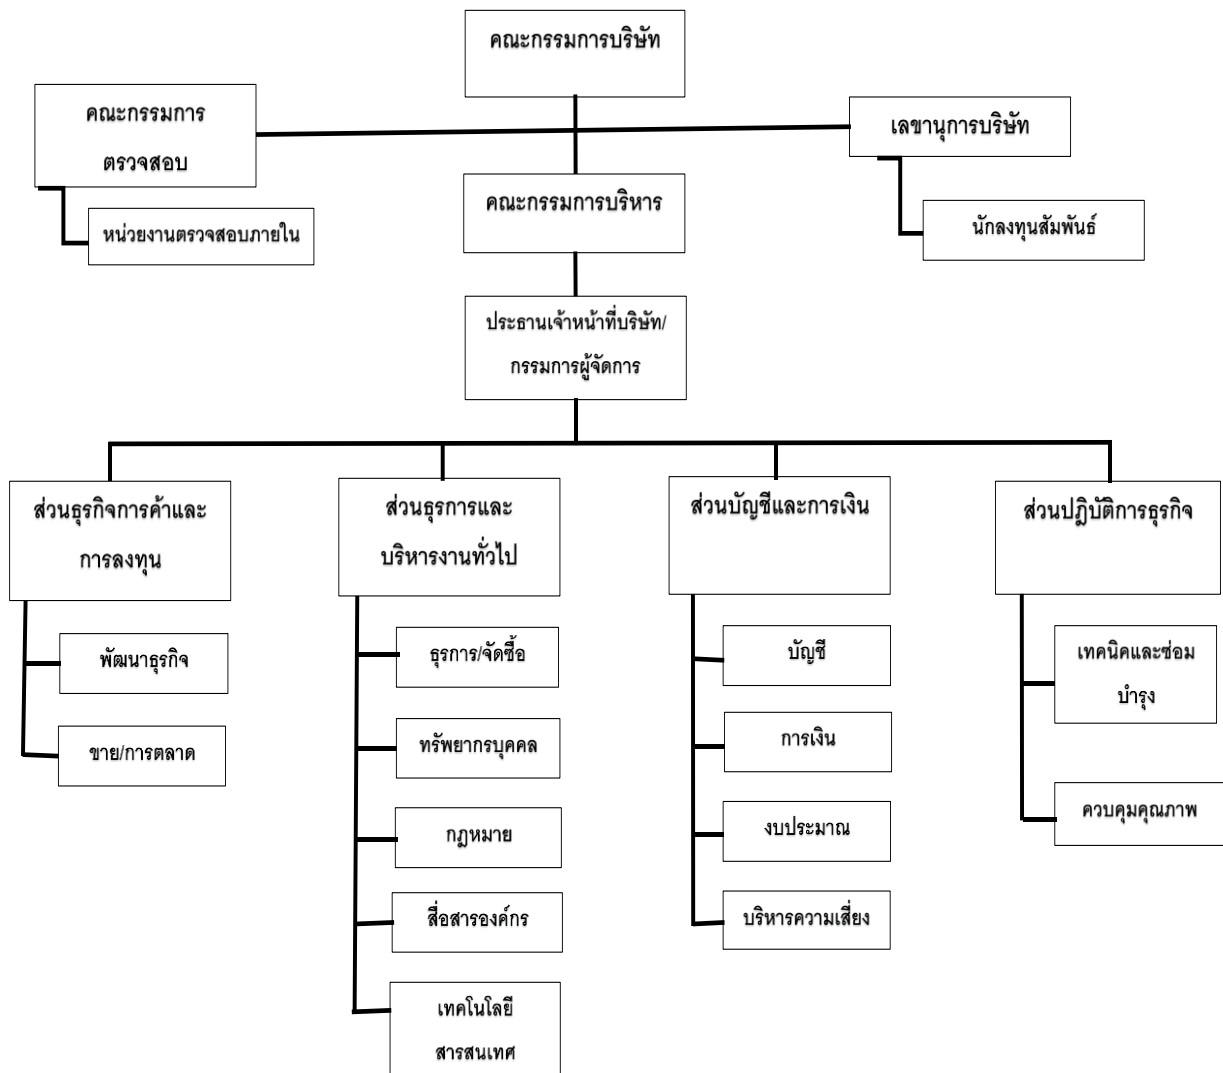 คณะกรรมการบริษัท
คณะกรรมการ
ตรวจสอบ
เลขานุการบริษัท
หน่วยงานตรวจสอบภายใน
คณะกรรมการบริหาร
นักลงทุนสัมพันธ์
ประธานเจ้าหน้าที่บริษัท/
กรรมการผู้จัดการ
ส่วนธุรกิจการค้าและ
การลงทุน
พัฒนาธุรกิจ
ขาย/การตลาด
ส่วนธุรการและ
บริหารงานทั่วไป
ธุรการ/จัดซื้อ
ทรัพยากรบุคคล
กฎหมาย
สื่อสารองค์กร
เทคโนโลยี
สารสนเทศ
ส่วนบัญชีและการเงิน
บัญชี
การเงิน
งบประมาณ
บริหารความเสี่ยง
ส่วนปฏิบัติการธุรกิจ
เทคนิคและซ่อม
บำรุง
ควบคุมคุณภาพ